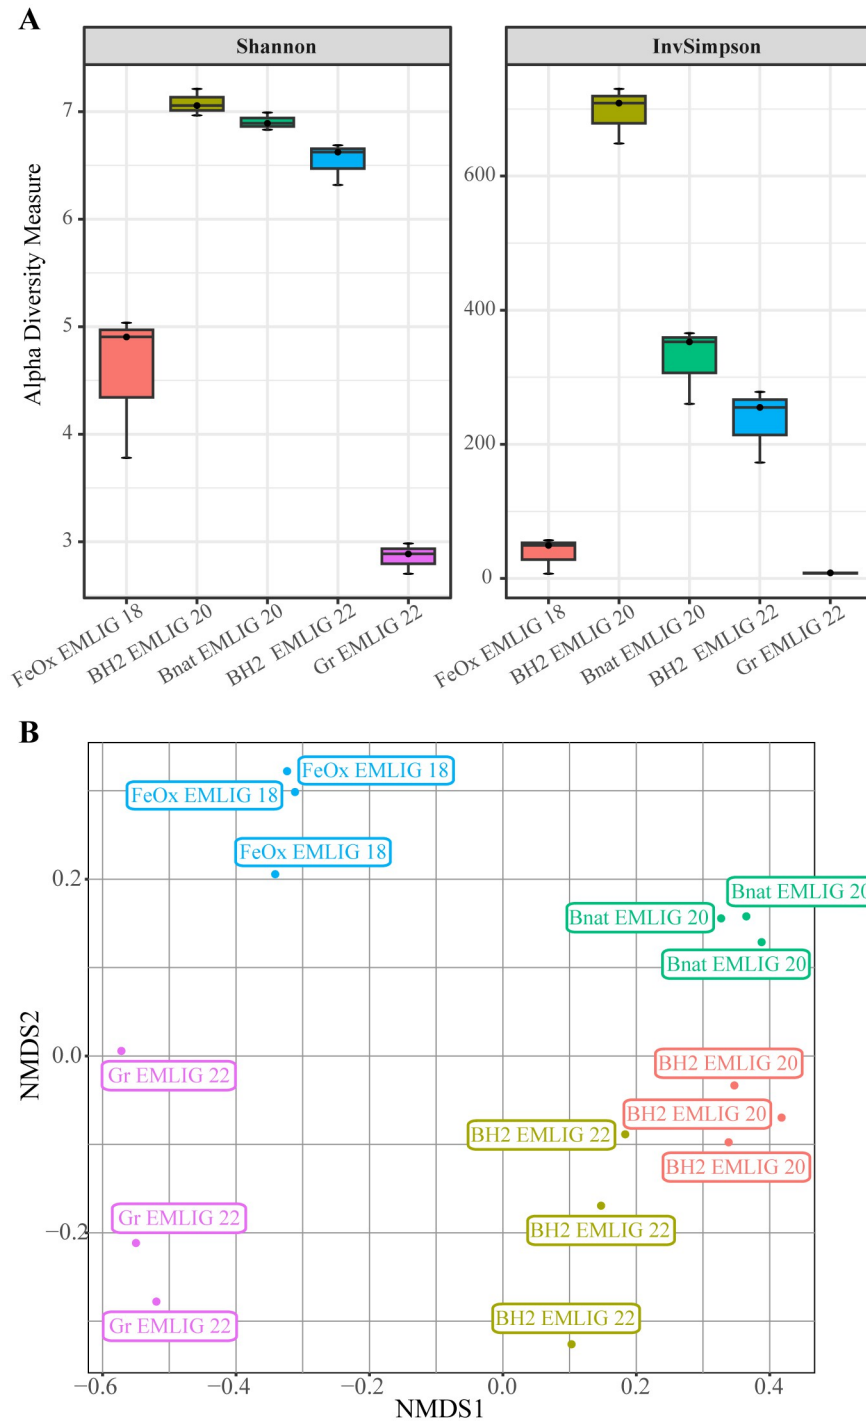 A
Shannon
InvSimpson
Alpha Diversity Measure
7
6
5
4
3
600
400
200
0
FeOx EMLIG 18
BH2 EMLIG 20
Bnat EMLIG 20
BH2 EMLIG 22
Gr EMLIG 22
FeOx EMLIG 18
BH2 EMLIG 20
Bnat EMLIG 20
BH2 EMLIG 22
Gr EMLIG 22
B
FeOx EMLIG 18
FeOx EMLIG 18
FeOx EMLIG 18
Bnat EMLIG 20
Bnat EMLIG 20
Bnat EMLIG 20
BH2 EMLIG 20
BH2 EMLIG 20
BH2 EMLIG 20
BH2 EMLIG 22
BH2 EMLIG 22
BH2 EMLIG 22
Gr EMLIG 22
Gr EMLIG 22
Gr EMLIG 22
NMDS2
0.2
0.0
−0.2
−0.6
−0.4
−0.2
0.0
0.2
0.4
NMDS1